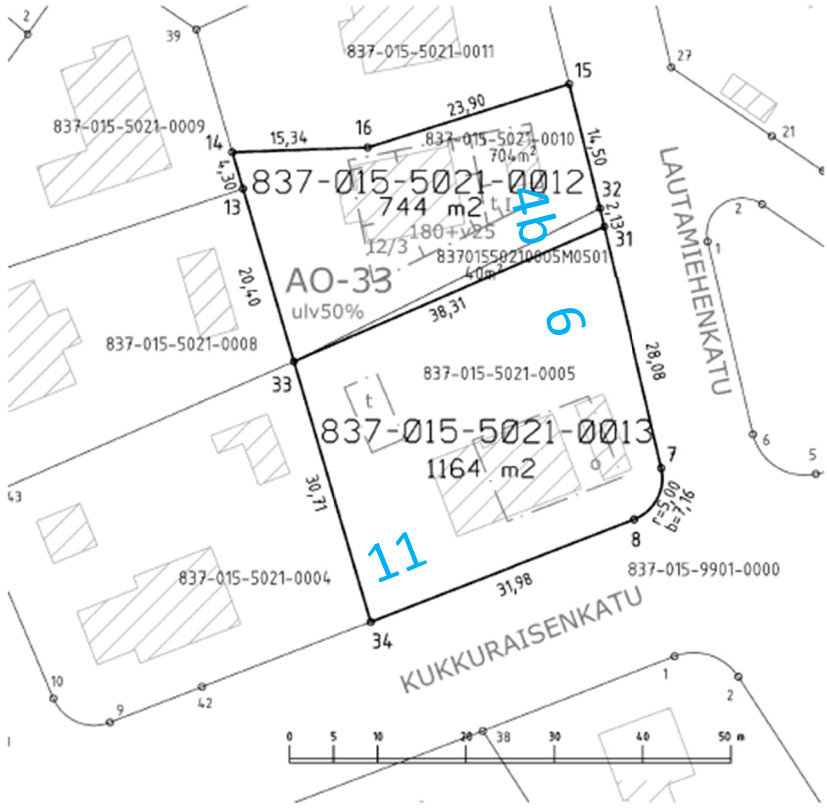 2
39
837-015-5021-0011
27
15
23,90
837-015-5021-0009
15,34
16
837-015-5021-0010
704m²
21
14
4,30
14,50
837-015-5021-0012
744 m2
t,I
4b
13
32
2,13
31
2
1
180+v25
12/3
83701550210005M0501
40m²
LAUTAMIEHENKATU
20,40
AO-33
ulv50%
38,31
6
837-015-5021-0008
28,08
33
837-015-5021-0005
t
837-015-5021-0013
1164 m2
o
7
6
5
43
30,71
r=5,00
b=7,16
8
11
837-015-5021-0004
31,98
837-015-9901-0000
34
KUKKURAISENKATU
10
9
42
1
2
38
0 5 10 20 30 40 50 m